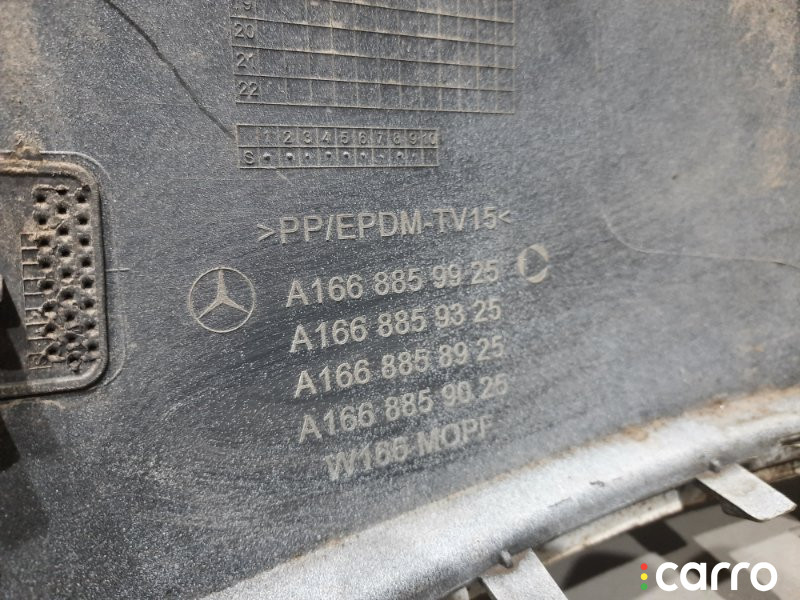 19
20
21
22
1 2 3 4 5 6 7 8 9 10
S
>PP/EPDM-TV15<
A166 885 99 25
A166 885 93 25
A166 885 89 25
A166 885 90 25
W166 MOPF
carro